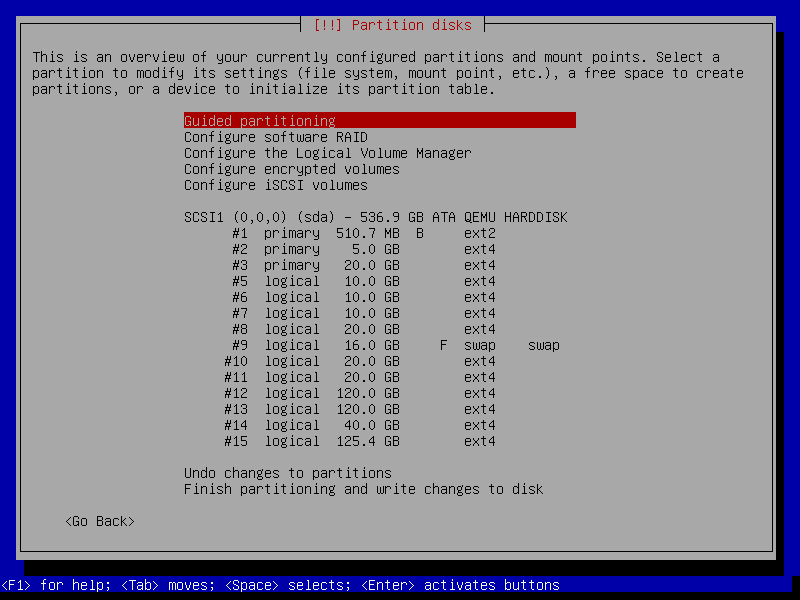 [!!] Partition disks
This is an overview of your currently configured partitions and mount points. Select a
partition to modify its settings (file system, mount point, etc.), a free space to create
partitions, or a device to initialize its partition table.
Guided partitioning
Configure software RAID
Configure the Logical Volume Manager
Configure encrypted volumes
Configure iSCSI volumes
SCSI1 (0,0,0) (sda) - 536.9 GB ATA QEMU HARDDISK
#1 primary 510.7 MB B ext2
#2 primary 5.0 GB ext4
#3 primary 20.0 GB ext4
#5 logical 10.0 GB ext4
#6 logical 10.0 GB ext4
#7 logical 10.0 GB ext4
#8 logical 20.0 GB ext4
#9 logical 16.0 GB F swap swap
#10 logical 20.0 GB ext4
#11 logical 20.0 GB ext4
#12 logical 120.0 GB ext4
#13 logical 120.0 GB ext4
#14 logical 40.0 GB ext4
#15 logical 125.4 GB ext4
Undo changes to partitions
Finish partitioning and write changes to disk
<Go Back>
<F1> for help; <Tab> moves; <Space> selects; <Enter> activates buttons